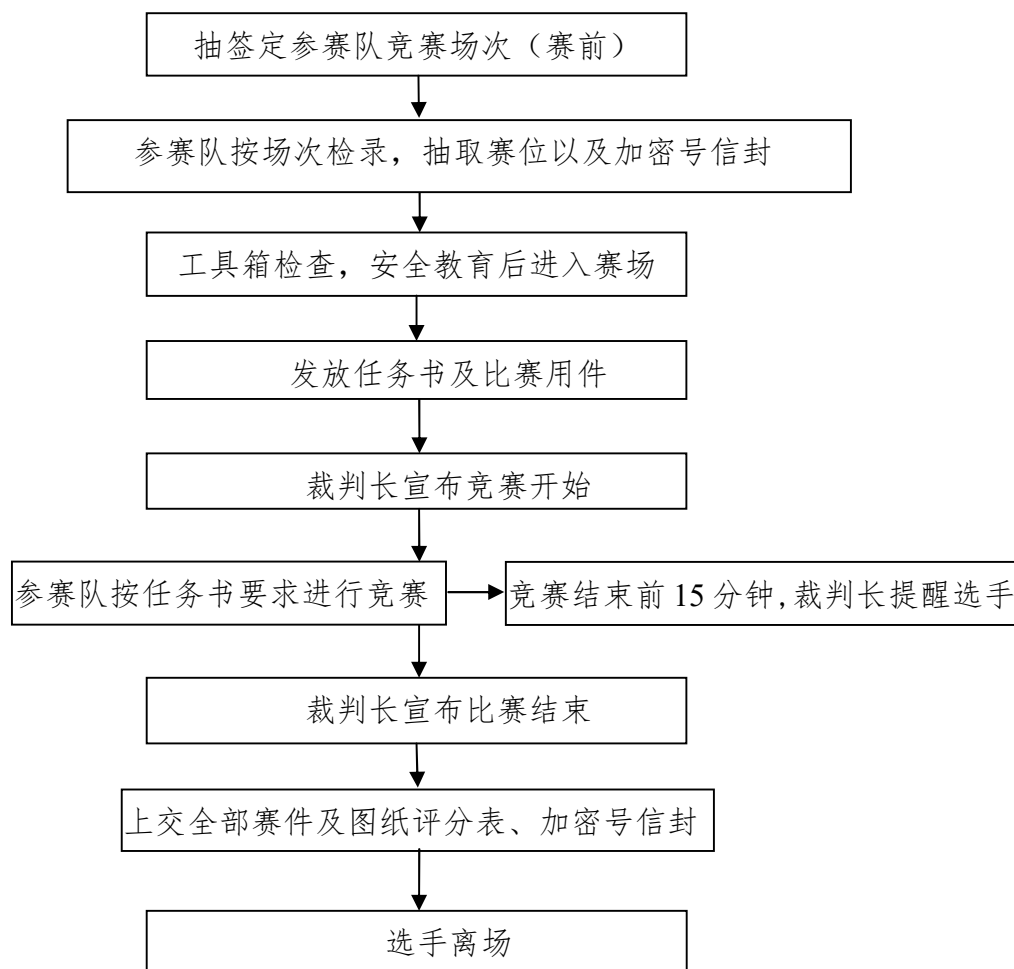 抽签定参赛队竞赛场次（赛前）
参赛队按场次检录，抽取赛位以及加密号信封
工具箱检查，安全教育后进入赛场
发放任务书及比赛用件
裁判长宣布竞赛开始
参赛队按任务书要求进行竞赛
竞赛结束前 15 分钟,裁判长提醒选手
裁判长宣布比赛结束
上交全部赛件及图纸评分表、加密号信封
选手离场